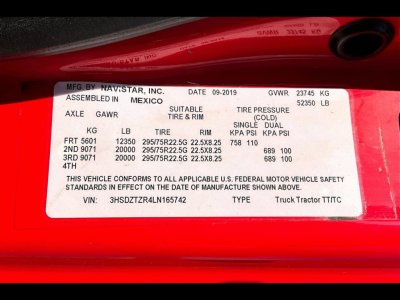 GVWR 33145 KG
MFG. BY NAVISTAR, INC. DATE 09-2019 GVWR 23745 KG
ASSEMBLED IN MEXICO 52350 LB
SUITABLE TIRE PRESSURE
AXLE GAWR TIRE & RIM (COLD)
SINGLE DUAL
KG LB TIRE RIM KPA PSI KPA PSI
FRT 5601 12350 295/75R22.5G 22.5X8.25 758 110
2ND 9071 20000 295/75R22.5G 22.5X8.25 689 100
3RD 9071 20000 295/75R22.5G 22.5X8.25 689 100
4TH
THIS VEHICLE CONFORMS TO ALL APPLICABLE U.S. FEDERAL MOTOR VEHICLE SAFETY
STANDARDS IN EFFECT ON THE DATE OF MANUFACTURE SHOWN ABOVE.
VIN: 3HSDZTZR4LN165742 TYPE Truck Tractor TT/TC